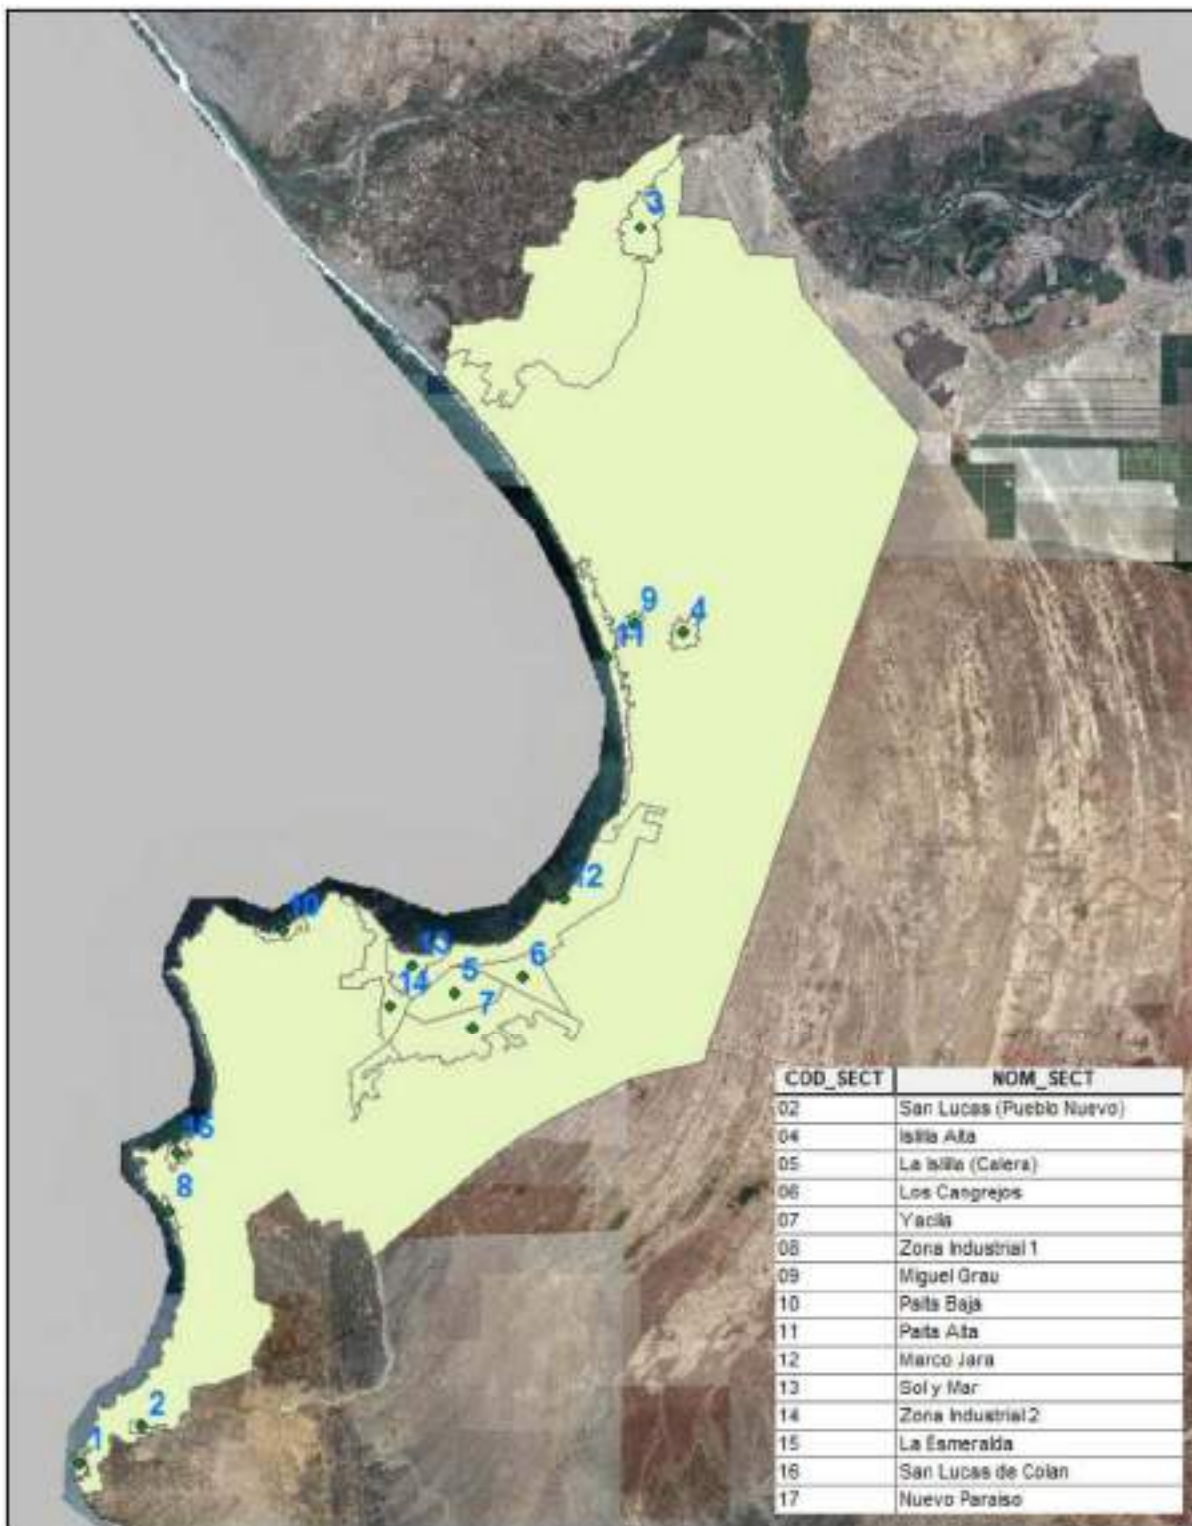 3
9
4
11
12
10
13
6
5
14
7
15
8
2
1
COD_SECT NOM_SECT
02 San Lucas (Pueblo Nuevo)
04 Islilla Alta
05 La Islilla (Calera)
06 Los Cangrejos
07 Yacila
08 Zona Industrial 1
09 Miguel Grau
10 Paita Baja
11 Paita Alta
12 Marco Jara
13 Sol y Mar
14 Zona Industrial 2
15 La Esmeralda
16 San Lucas de Colan
17 Nuevo Paraiso